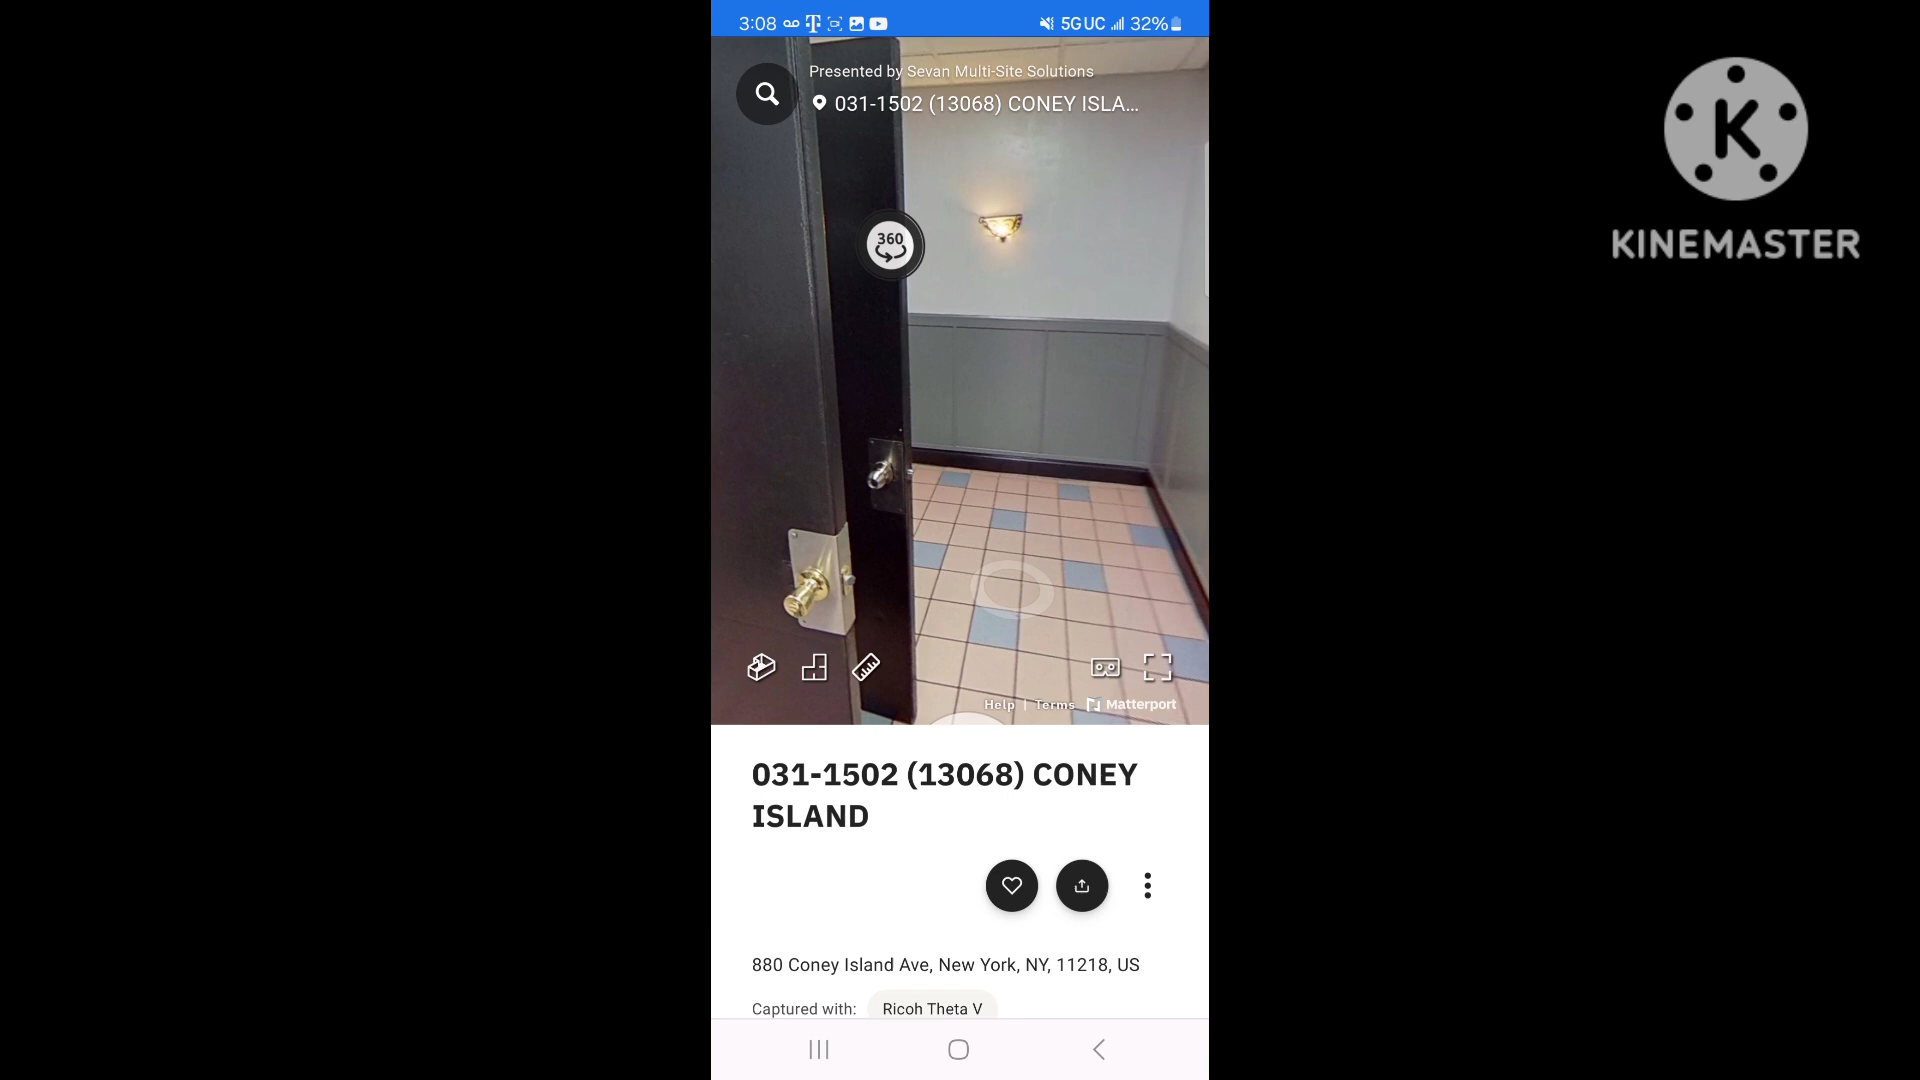 3:08
5G UC
32%
Presented by Sevan Multi-Site Solutions
031-1502 (13068) CONEY ISLA...
360
Help | Terms
Matterport
031-1502 (13068) CONEY
ISLAND
880 Coney Island Ave, New York, NY, 11218, US
Captured with: Ricoh Theta V
K
KINEMASTER